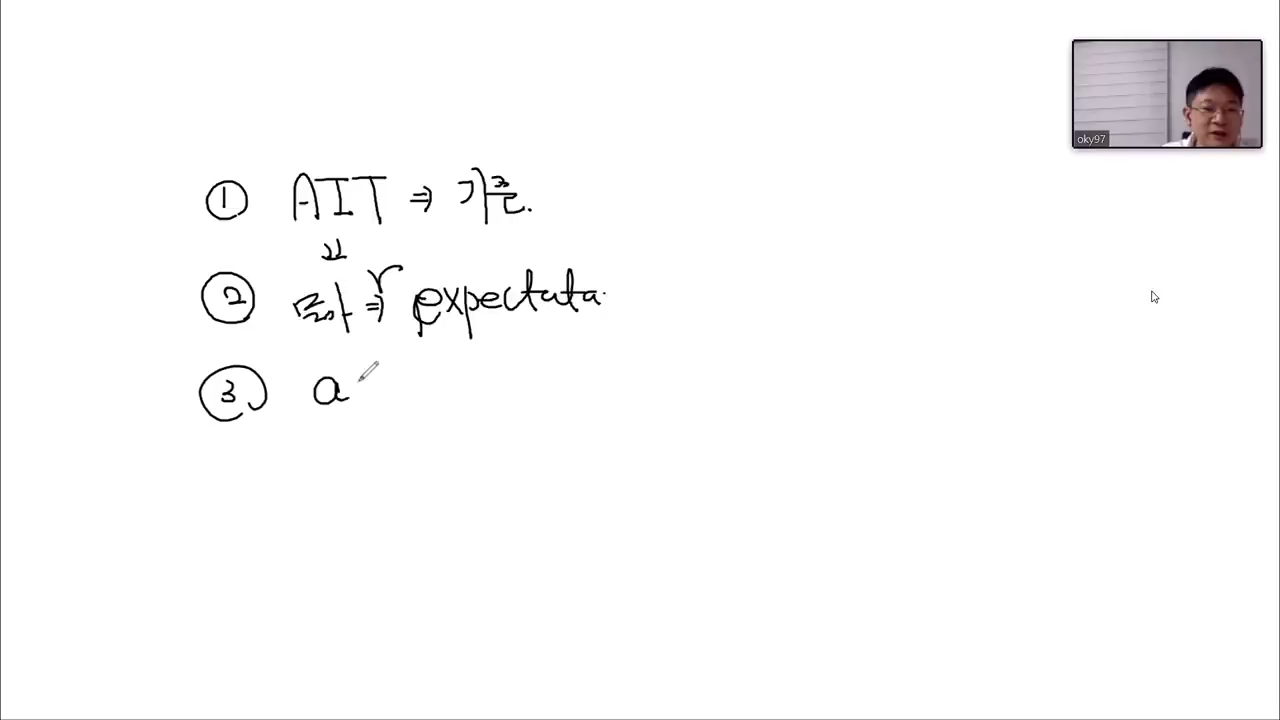 oky97
① AIT ⇒
② ⇒ expectata.
③ a